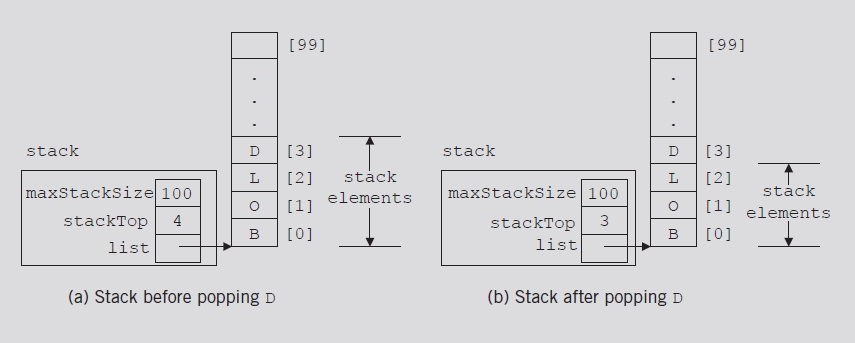 [99]
.
.
.
stack
D [3]
L [2]
O [1]
B [0]
stack
elements
maxStackSize 100
stackTop 4
list
(a) Stack before popping D
[99]
.
.
.
stack
D [3]
L [2]
O [1]
B [0]
stack
elements
maxStackSize 100
stackTop 3
list
(b) Stack after popping D